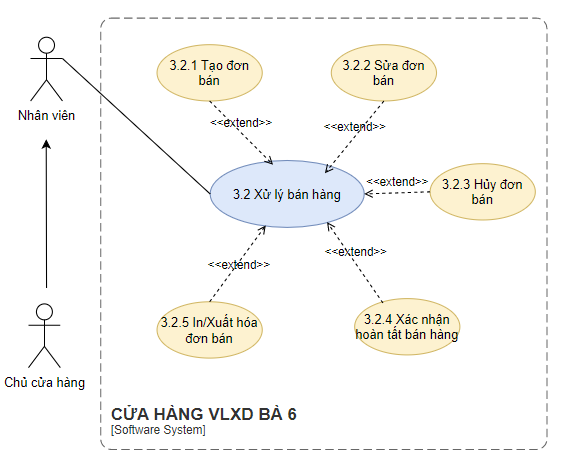 3.2.1 Tạo đơn
bán
3.2.2 Sửa đơn
bán
Nhân viên
<<extend>>
<<extend>>
<<extend>>
3.2 Xử lý bán hàng
3.2.3 Hủy đơn
bán
<<extend>>
<<extend>>
3.2.5 In/Xuất hóa
đơn bán
3.2.4 Xác nhận
hoàn tất bán hàng
Chủ cửa hàng
CỬA HÀNG VLXD BÀ 6
[Software System]